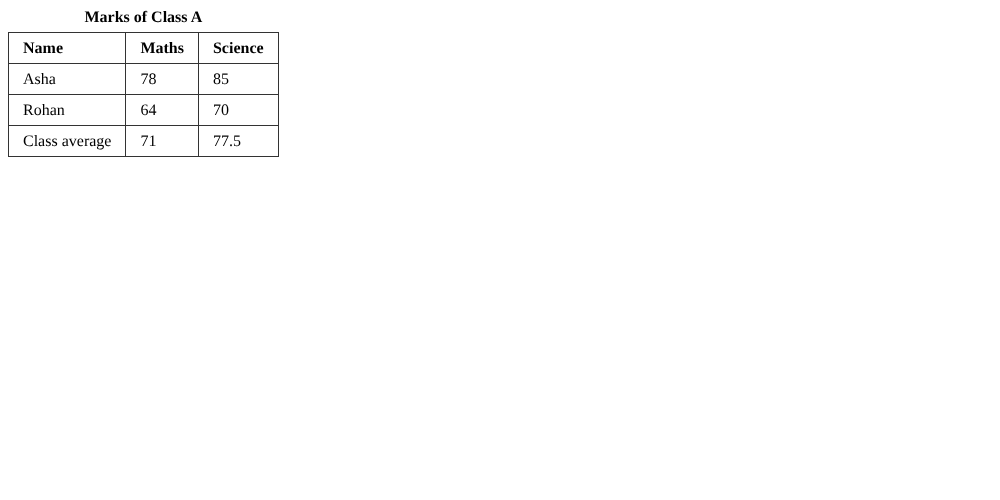 Marks of Class A
Name Maths Science
Asha 78 85
Rohan 64 70
Class average 71 77.5